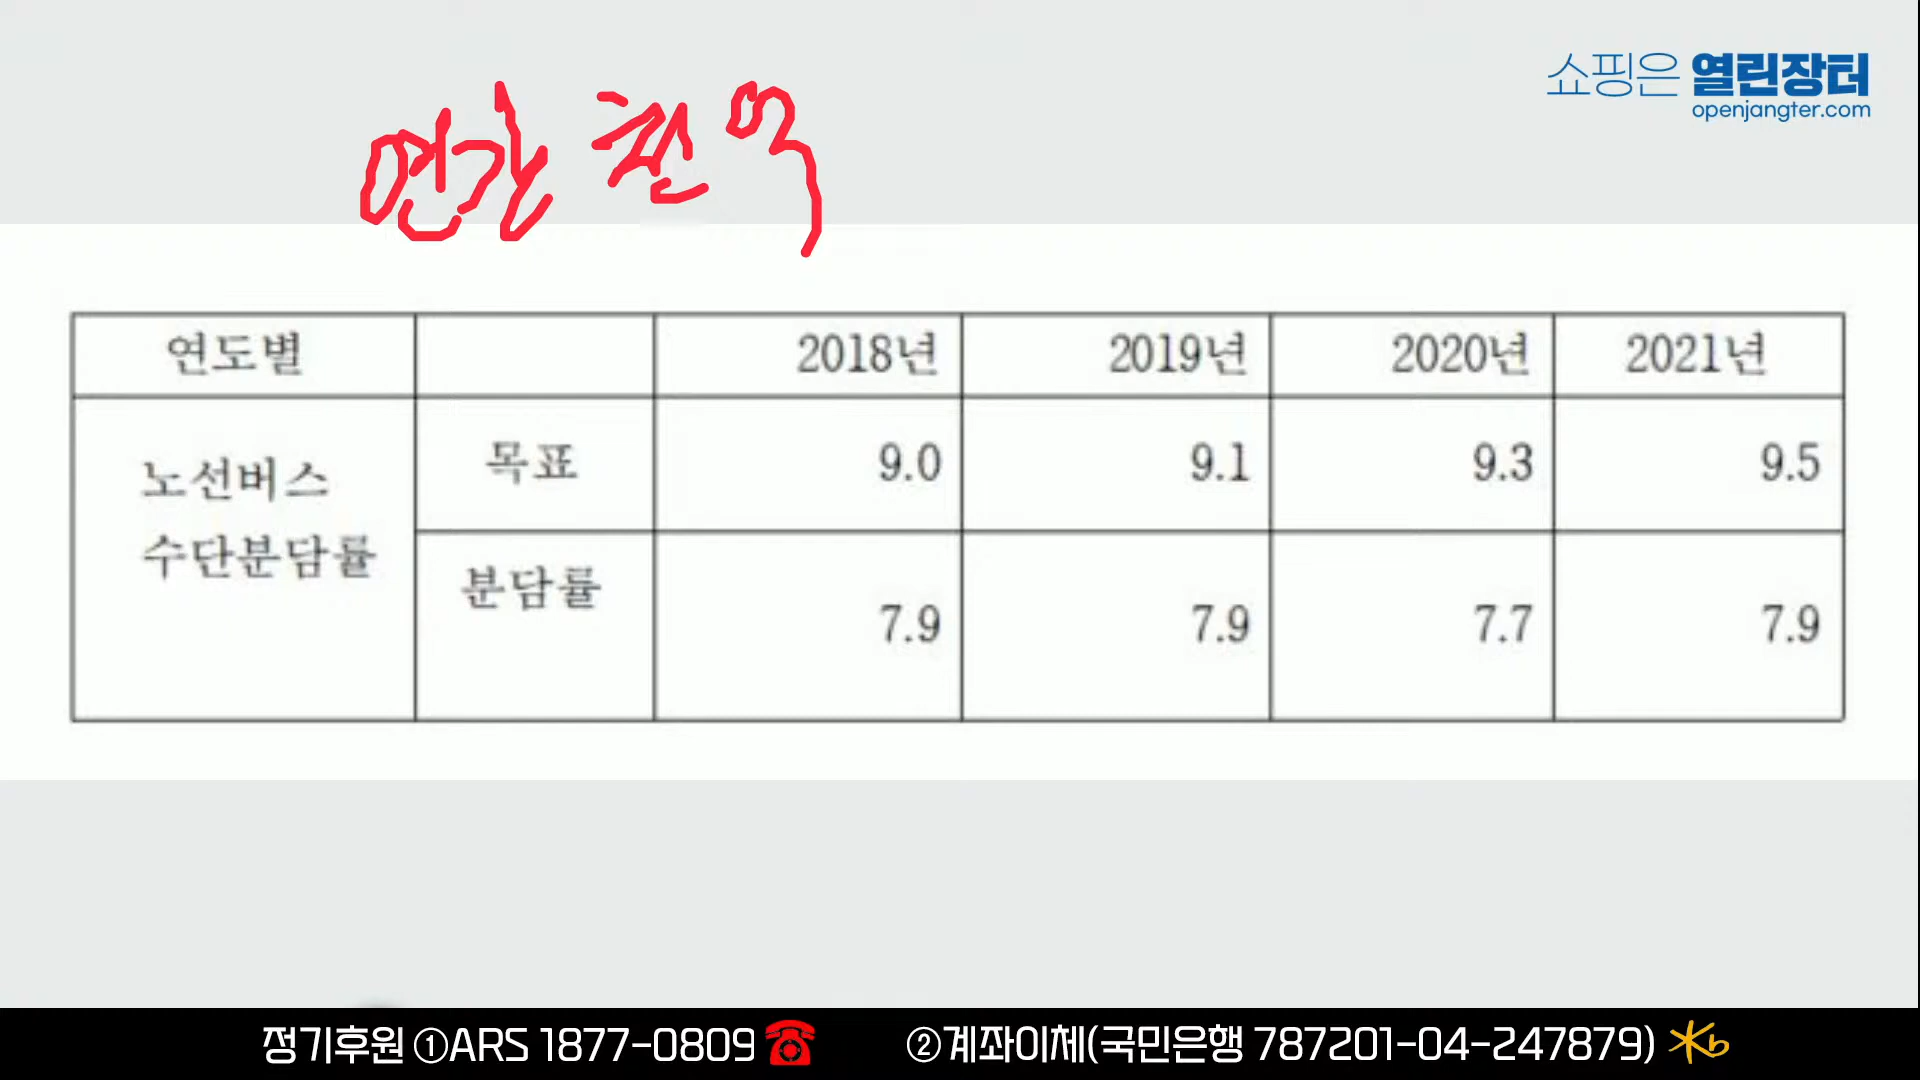 쇼핑은 열린장터
openjangter.com
연간 천억
연도별 2018년 2019년 2020년 2021년
노선버스 수단분담률 목표 9.0 9.1 9.3 9.5
분담률 7.9 7.9 7.7 7.9
정기후원 ①ARS 1877-0809 ②계좌이체(국민은행 787201-04-247879)